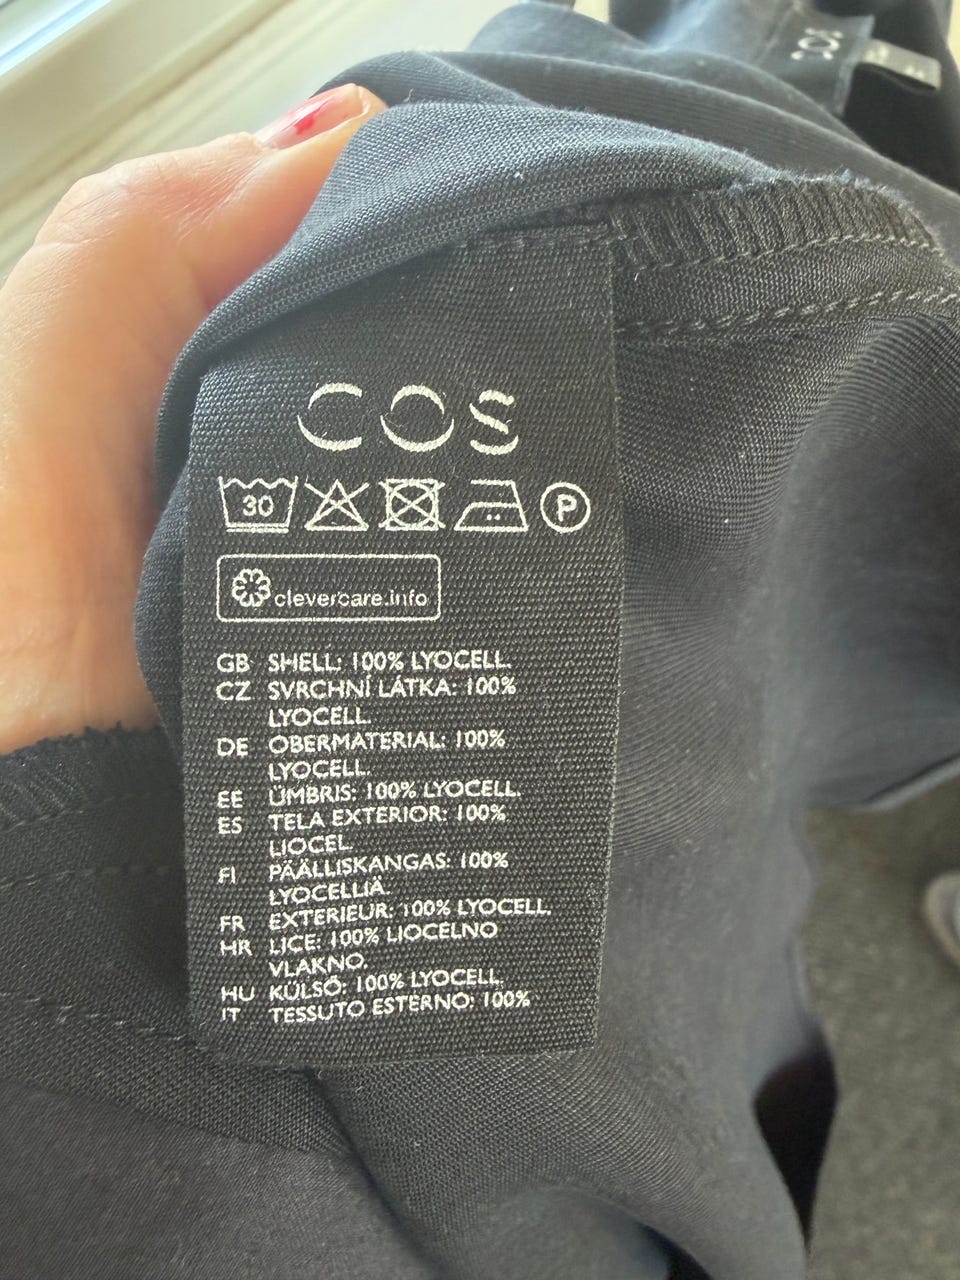 COS
COS
30
P
clevercare.info
GB SHELL: 100% LYOCELL.
CZ SVRCHNÍ LÁTKA: 100%
LYOCELL.
DE OBERMATERIAL: 100%
LYOCELL.
EE ÜMBRIS: 100% LYOCELL.
ES TELA EXTERIOR: 100%
LIOCEL.
FI PÄÄLLISKANGAS: 100%
LYOCELLIÄ.
FR EXTERIEUR: 100% LYOCELL.
HR LICE: 100% LIOCELNO
VLAKNO.
HU KÜLSŐ: 100% LYOCELL.
IT TESSUTO ESTERNO: 100%